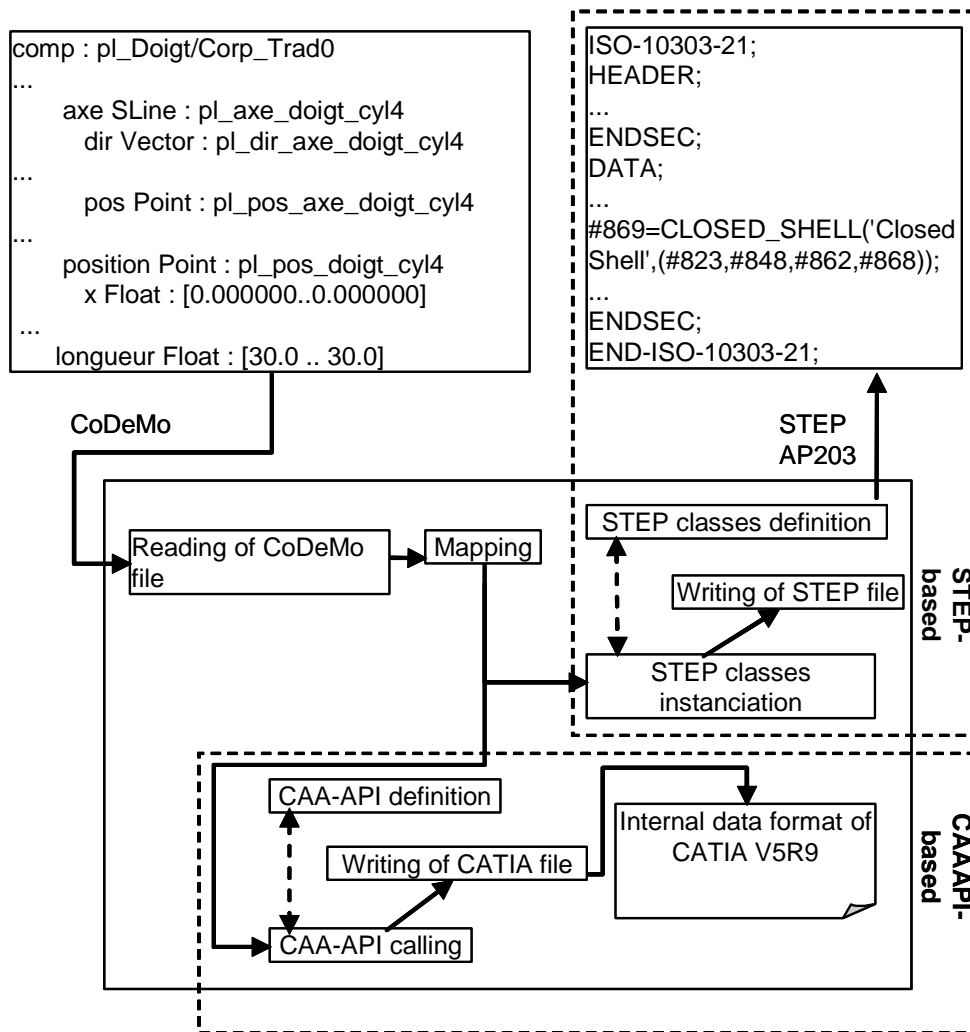 comp : pl_Doigt/Corp_Trad0
...
axe SLine : pl_axe_doigt_cyl4
dir Vector : pl_dir_axe_doigt_cyl4
...
pos Point : pl_pos_axe_doigt_cyl4
...
position Point : pl_pos_doigt_cyl4
x Float : [0.000000..0.000000]
...
longueur Float : [30.0 .. 30.0]
ISO-10303-21;
HEADER;
...
ENDSEC;
DATA;
...
#869=CLOSED_SHELL('Closed
Shell',(#823,#848,#862,#868));
...
ENDSEC;
END-ISO-10303-21;
CoDeMo
STEP
AP203
Reading of CoDeMo
file
Mapping
STEP classes definition
Writing of STEP file
STEP classes
instanciation
STEP-
based
CAA-API definition
Writing of CATIA file
CAA-API calling
Internal data format of
CATIA V5R9
CAAAPI-
based